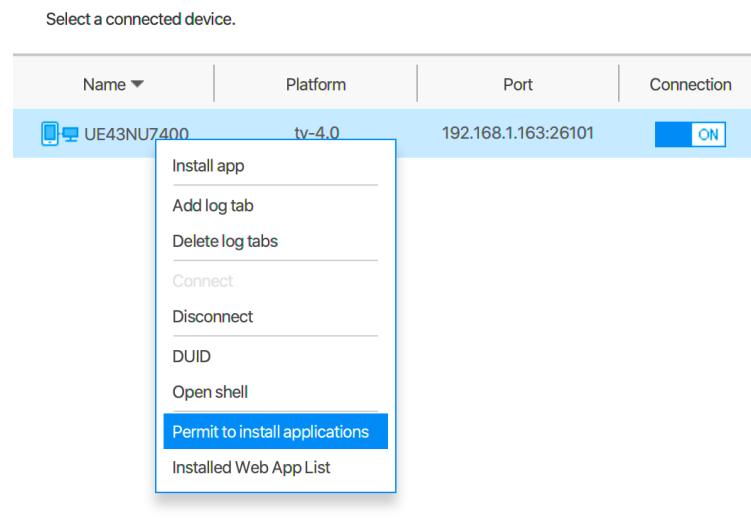 Select a connected device.
Name Platform Port Connection
UE43NU7400 tv-4.0 192.168.1.163:26101 ON
Install app
Add log tab
Delete log tabs
Connect
Disconnect
DUID
Open shell
Permit to install applications
Installed Web App List